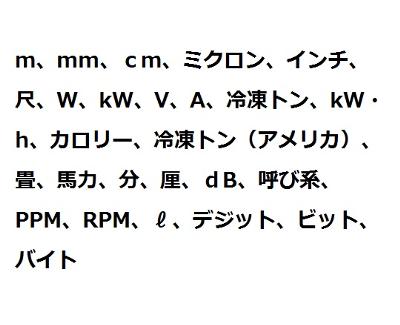 m、mm、ｃm、ミクロン、インチ、
尺、W、kW、V、A、冷凍トン、kW・
h、カロリー、冷凍トン（アメリカ）、
畳、馬力、分、厘、ｄB、呼び系、
PPM、RPM、ℓ、デジット、ビット、
バイト